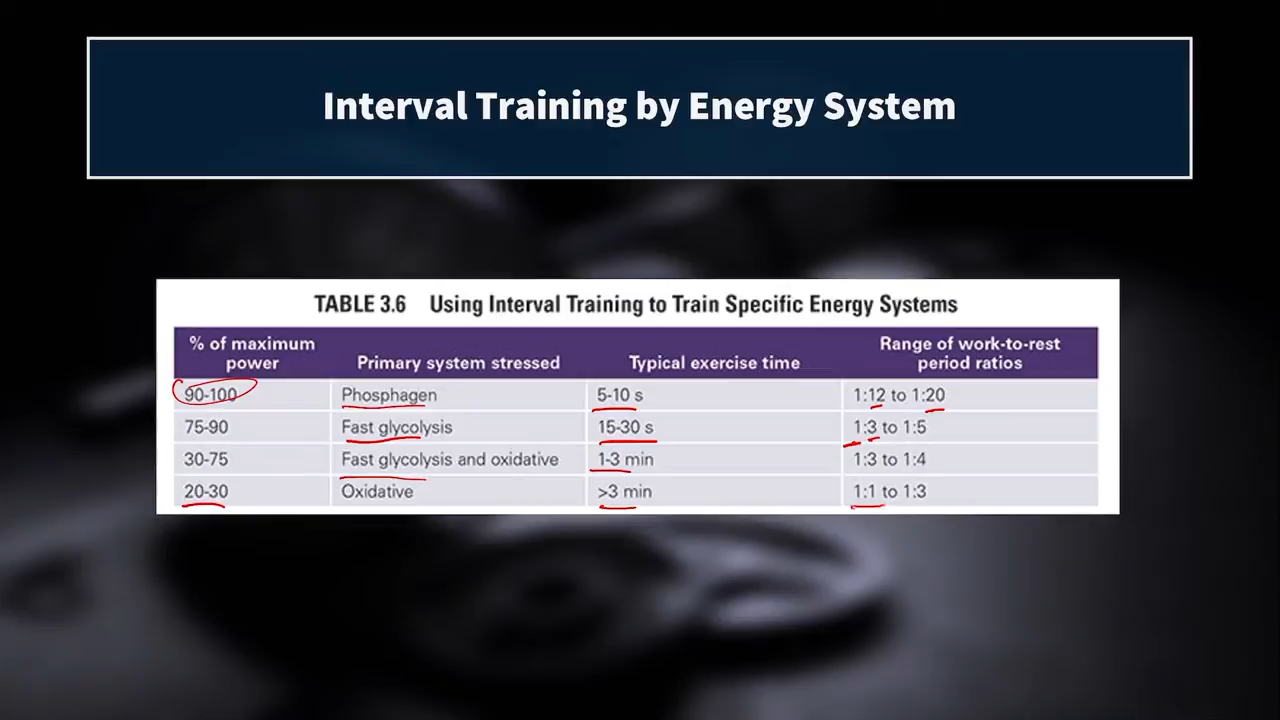 Interval Training by Energy System
TABLE 3.6 Using Interval Training to Train Specific Energy Systems
% of maximum power Primary system stressed Typical exercise time Range of work-to-rest period ratios
90-100 Phosphagen 5-10 s 1:12 to 1:20
75-90 Fast glycolysis 15-30 s 1:3 to 1:5
30-75 Fast glycolysis and oxidative 1-3 min 1:3 to 1:4
20-30 Oxidative >3 min 1:1 to 1:3